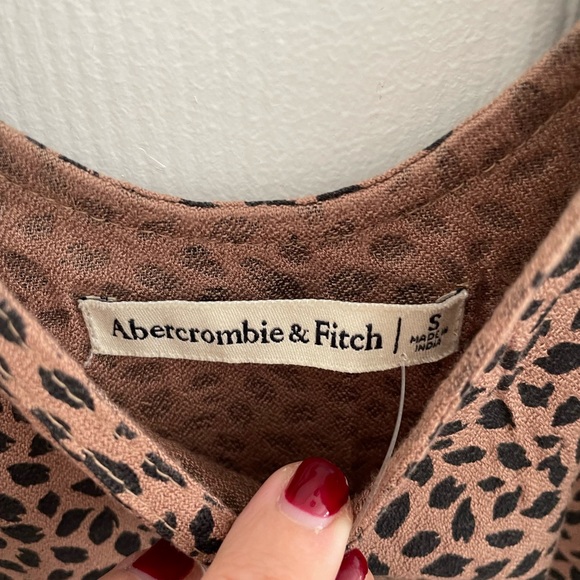 Abercrombie & Fitch | S
MADE IN
INDIA